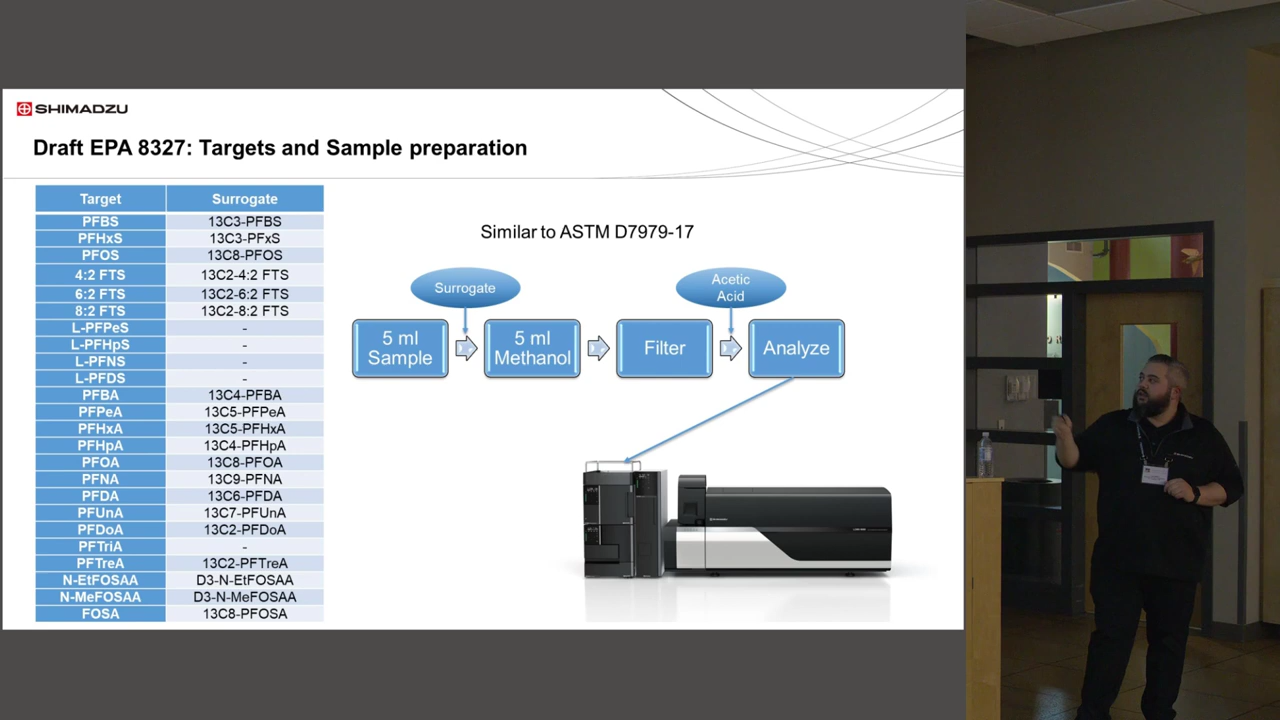 SHIMADZU
Draft EPA 8327: Targets and Sample preparation
Target Surrogate
PFBS 13C3-PFBS
PFHxS 13C3-PFxS
PFOS 13C8-PFOS
4:2 FTS 13C2-4:2 FTS
6:2 FTS 13C2-6:2 FTS
8:2 FTS 13C2-8:2 FTS
L-PFPeS -
L-PFHpS -
L-PFNS -
L-PFDS -
PFBA 13C4-PFBA
PFPeA 13C5-PFPeA
PFHxA 13C5-PFHxA
PFHpA 13C4-PFHpA
PFOA 13C8-PFOA
PFNA 13C9-PFNA
PFDA 13C6-PFDA
PFUnA 13C7-PFUnA
PFDoA 13C2-PFDoA
PFTriA -
PFTreA 13C2-PFTreA
N-EtFOSAA D3-N-EtFOSAA
N-MeFOSAA D3-N-MeFOSAA
FOSA 13C8-PFOSA
Similar to ASTM D7979-17
Surrogate
Acetic
Acid
5 ml
Sample
5 ml
Methanol
Filter
Analyze